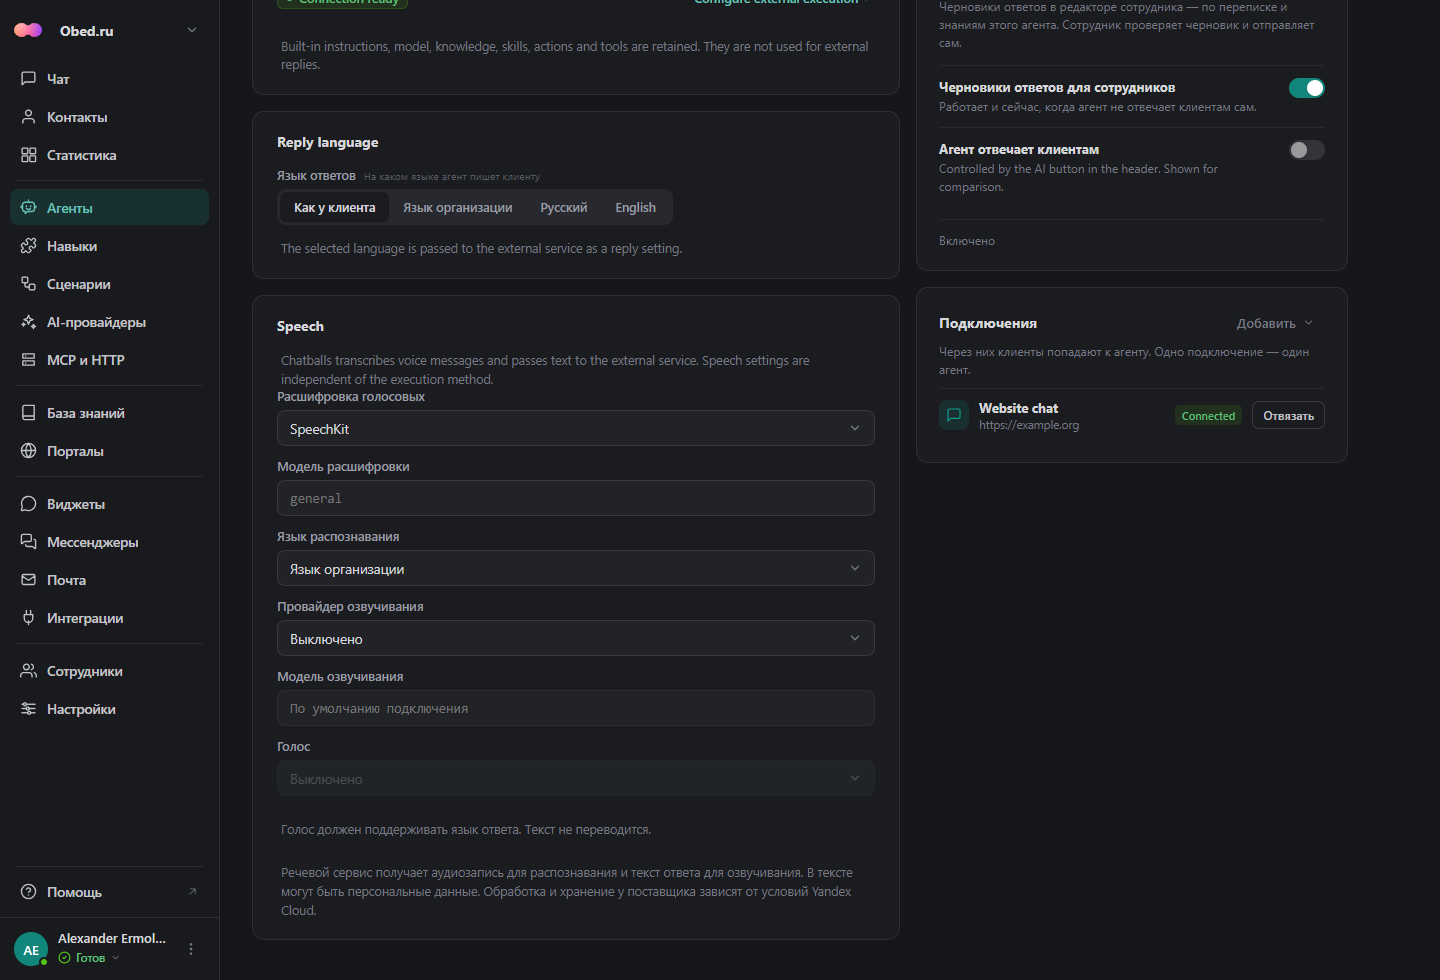 Obed.ru
Чат
Контакты
Статистика
Агенты
Навыки
Сценарии
AI-провайдеры
MCP и HTTP
База знаний
Порталы
Виджеты
Мессенджеры
Почта
Интеграции
Сотрудники
Настройки
Помощь
AE
Alexander Ermol...
Готов
Connection ready
Configure external execution
Built-in instructions, model, knowledge, skills, actions and tools are retained. They are not used for external
replies.
Reply language
Язык ответов На каком языке агент пишет клиенту
Как у клиента Язык организации Русский English
The selected language is passed to the external service as a reply setting.
Speech
Chatballs transcribes voice messages and passes text to the external service. Speech settings are
independent of the execution method.
Расшифровка голосовых
SpeechKit
Модель расшифровки
general
Язык распознавания
Язык организации
Провайдер озвучивания
Выключено
Модель озвучивания
По умолчанию подключения
Голос
Выключено
Голос должен поддерживать язык ответа. Текст не переводится.
Речевой сервис получает аудиозапись для распознавания и текст ответа для озвучивания. В тексте
могут быть персональные данные. Обработка и хранение у поставщика зависят от условий Yandex
Cloud.
Черновики ответов в редакторе сотрудника — по переписке и
знаниям этого агента. Сотрудник проверяет черновик и отправляет
сам.
Черновики ответов для сотрудников
Работает и сейчас, когда агент не отвечает клиентам сам.
Агент отвечает клиентам
Controlled by the AI button in the header. Shown for
comparison.
Включено
Подключения
Добавить
Через них клиенты попадают к агенту. Одно подключение — один
агент.
Website chat
https://example.org
Connected
Отвязать